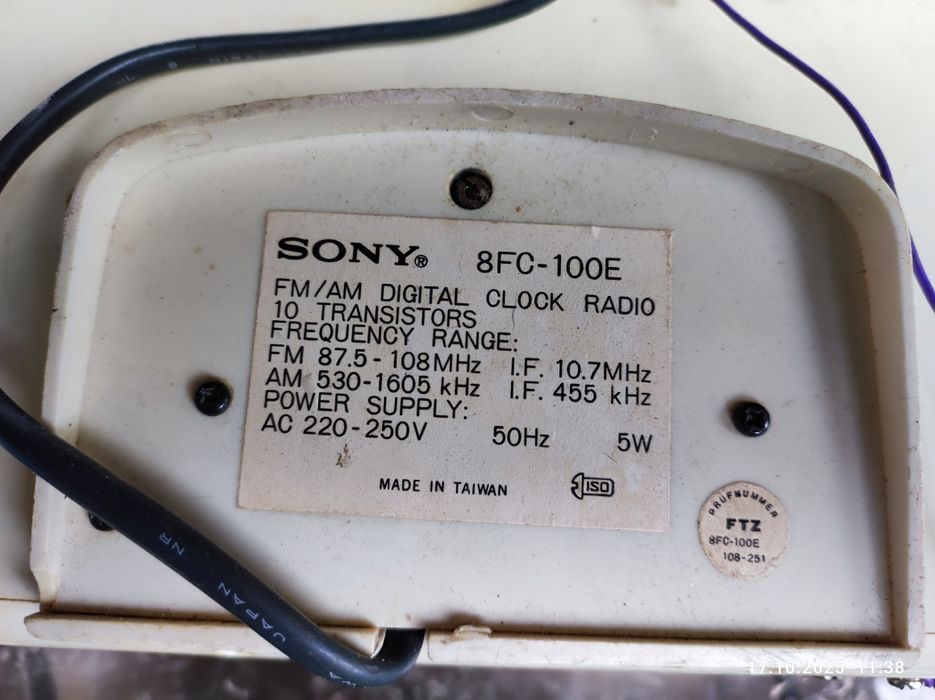 SONY® 8FC-100E
FM/AM DIGITAL CLOCK RADIO
10 TRANSISTORS
FREQUENCY RANGE:
FM 87.5-108MHz I.F. 10.7MHz
AM 530-1605 kHz I.F. 455 kHz
POWER SUPPLY:
AC 220-250V 50Hz 5W
MADE IN TAIWAN ISO
PRÜFNUMMER
FTZ
8FC-100E
108-251
NR
JAPAN
17.10.2025 11:38